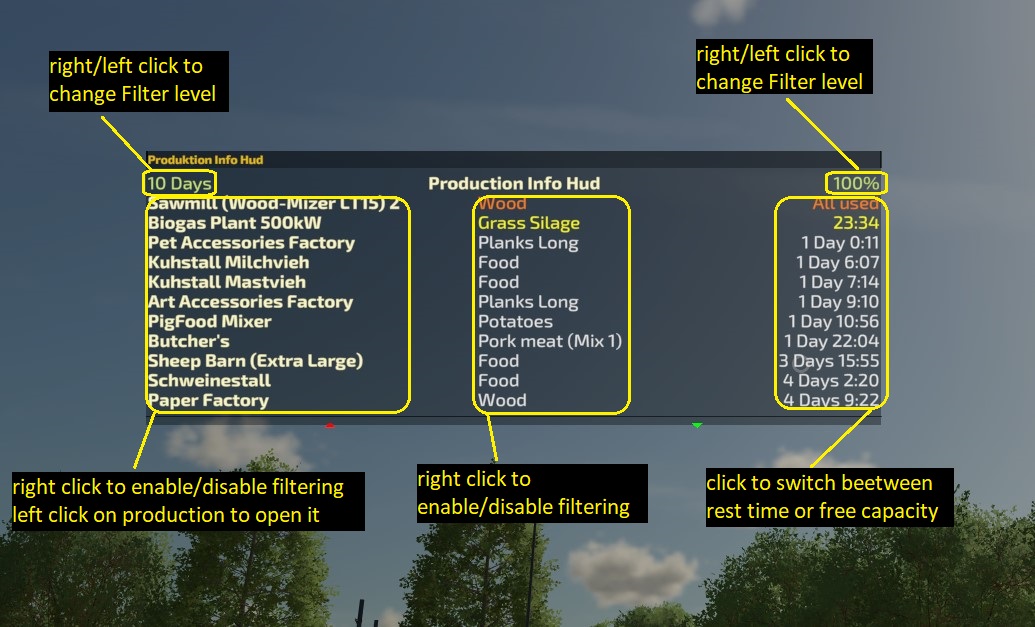 right/left click to
change Filter level
right/left click to
change Filter level
Produktion Info Hud
10 Days Production Info Hud 100%
Sawmill (Wood-Mizer LT15) 2 Wood All used
Biogas Plant 500kW Grass Silage 23:34
Pet Accessories Factory Planks Long 1 Day 0:11
Kuhstall Milchvieh Food 1 Day 6:07
Kuhstall Mastvieh Food 1 Day 7:14
Art Accessories Factory Planks Long 1 Day 9:10
PigFood Mixer Potatoes 1 Day 10:56
Butcher's Pork meat (Mix 1) 1 Day 22:04
Sheep Barn (Extra Large) Food 3 Days 15:55
Schweinestall Food 4 Days 2:20
Paper Factory Wood 4 Days 9:22
right click to enable/disable filtering
left click on production to open it
right click to
enable/disable filtering
click to switch beetween
rest time or free capacity